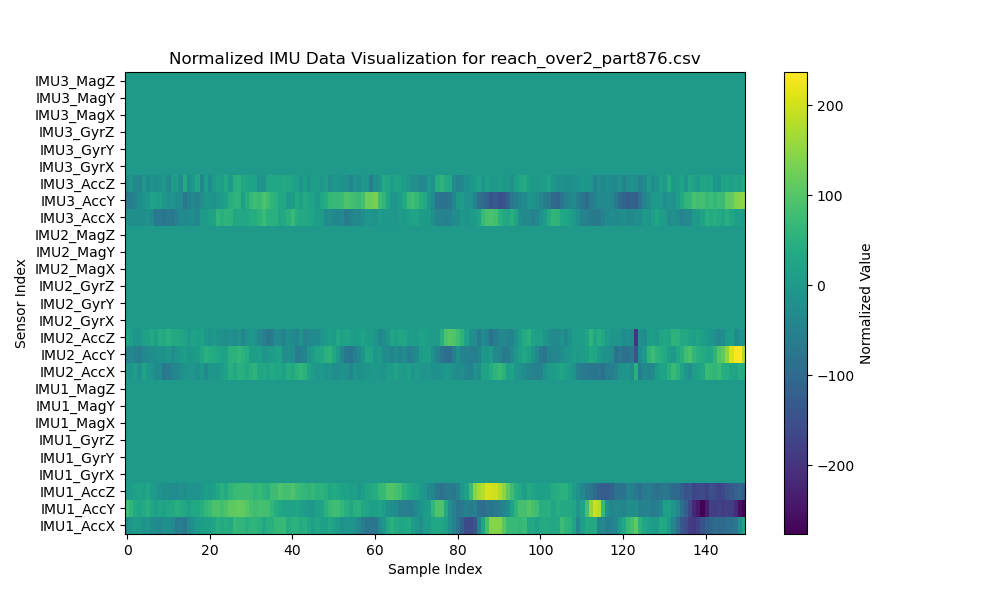 Normalized IMU Data Visualization for reach_over2_part876.csv
IMU3_MagZ
IMU3_MagY
IMU3_MagX
IMU3_GyrZ
IMU3_GyrY
IMU3_GyrX
IMU3_AccZ
IMU3_AccY
IMU3_AccX
IMU2_MagZ
IMU2_MagY
IMU2_MagX
IMU2_GyrZ
IMU2_GyrY
IMU2_GyrX
IMU2_AccZ
IMU2_AccY
IMU2_AccX
IMU1_MagZ
IMU1_MagY
IMU1_MagX
IMU1_GyrZ
IMU1_GyrY
IMU1_GyrX
IMU1_AccZ
IMU1_AccY
IMU1_AccX
Sensor Index
0 20 40 60 80 100 120 140
Sample Index
200
100
0
−100
−200
Normalized Value